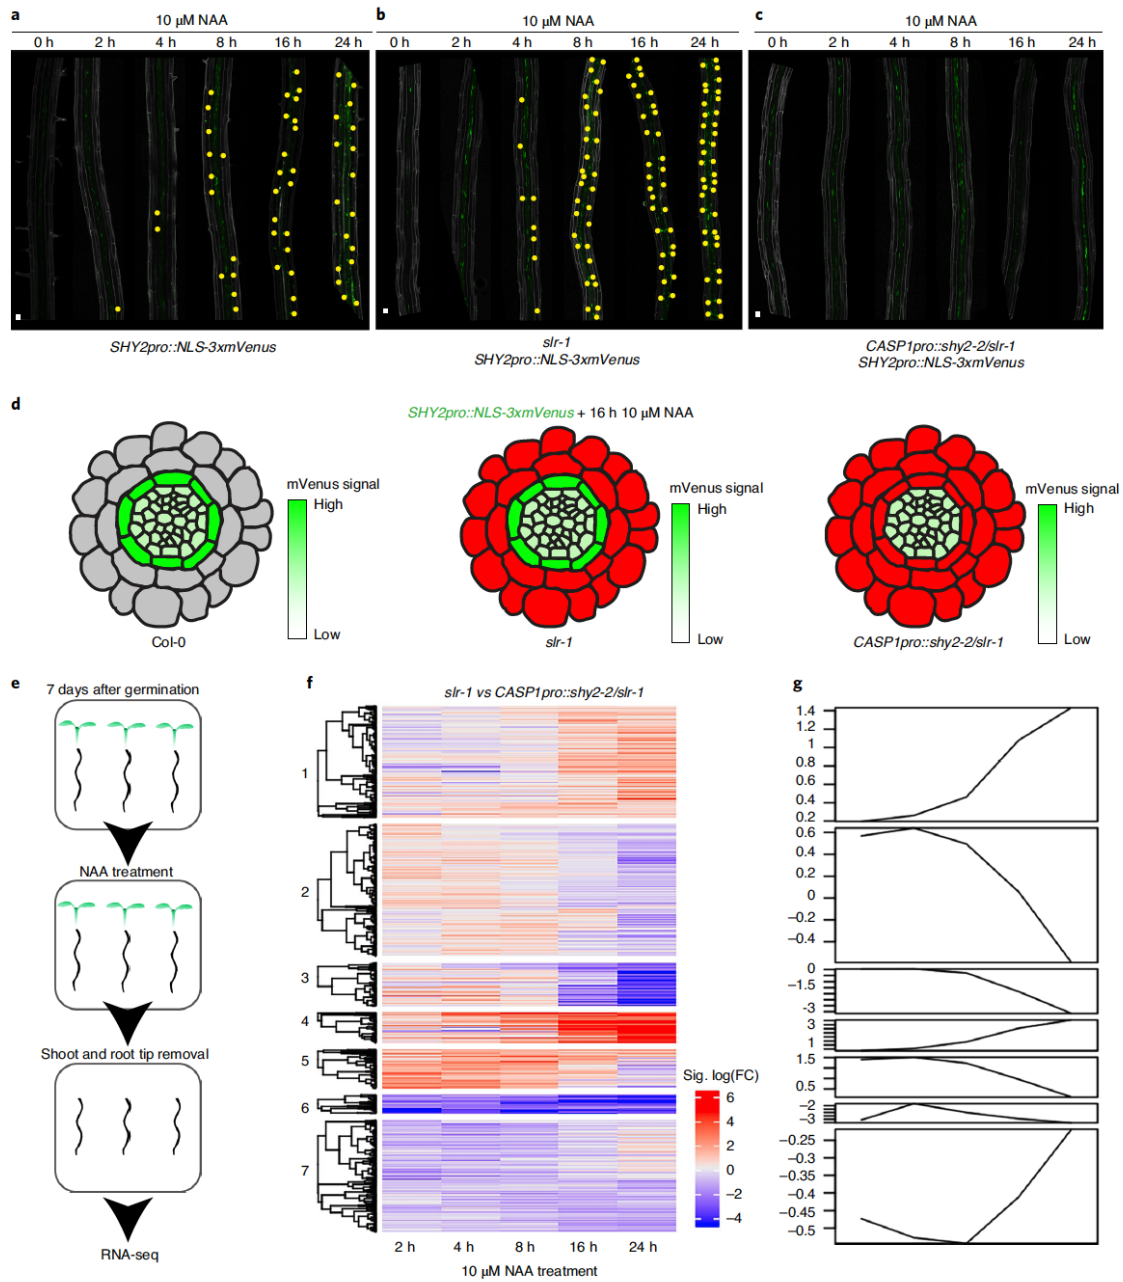 a
10 µM NAA
0 h 2 h 4 h 8 h 16 h 24 h
SHY2pro::NLS-3xmVenus
b
10 µM NAA
0 h 2 h 4 h 8 h 16 h 24 h
slr-1
SHY2pro::NLS-3xmVenus
c
10 µM NAA
0 h 2 h 4 h 8 h 16 h 24 h
CASP1pro::shy2-2/slr-1
SHY2pro::NLS-3xmVenus
d
SHY2pro::NLS-3xmVenus + 16 h 10 µM NAA
mVenus signal
High
Low
Col-0
mVenus signal
High
Low
slr-1
mVenus signal
High
Low
CASP1pro::shy2-2/slr-1
e
7 days after germination
NAA treatment
Shoot and root tip removal
RNA-seq
f
slr-1 vs CASP1pro::shy2-2/slr-1
1
2
3
4
5
6
7
2 h 4 h 8 h 16 h 24 h
10 µM NAA treatment
Sig. log(FC)
6
4
2
0
−2
−4
g
1.4
1.2
1
0.8
0.6
0.4
0.2
0.6
0.4
0.2
0
−0.2
−0.4
0
−1.5
−3
3
1
1.5
0.5
−2
−3
−0.25
−0.3
−0.35
−0.4
−0.45
−0.5